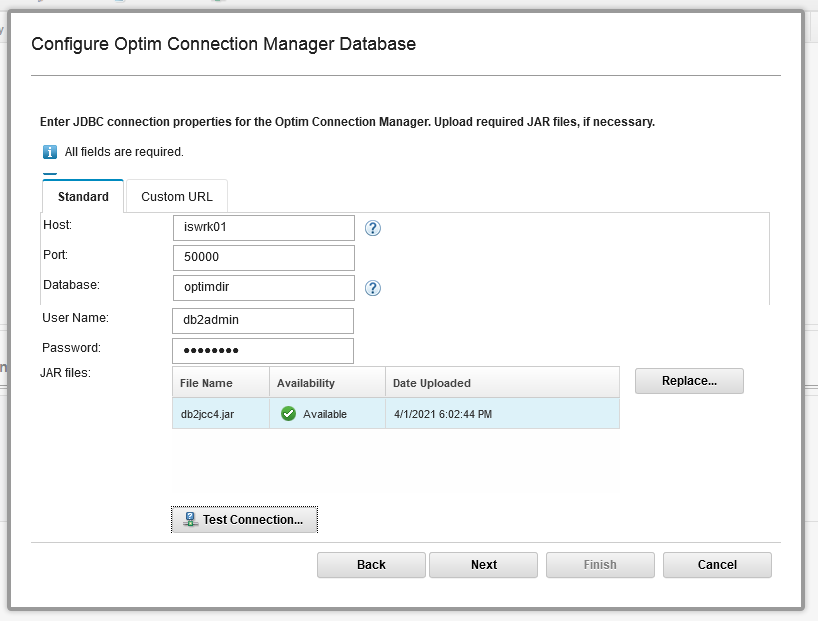 Configure Optim Connection Manager Database
Enter JDBC connection properties for the Optim Connection Manager. Upload required JAR files, if necessary.
All fields are required.
Standard Custom URL
Host: iswrk01
Port: 50000
Database: optimdir
User Name: db2admin
Password: ●●●●●●●●
JAR files:
File Name Availability Date Uploaded
Replace...
db2jcc4.jar Available 4/1/2021 6:02:44 PM
Test Connection...
Back Next Finish Cancel